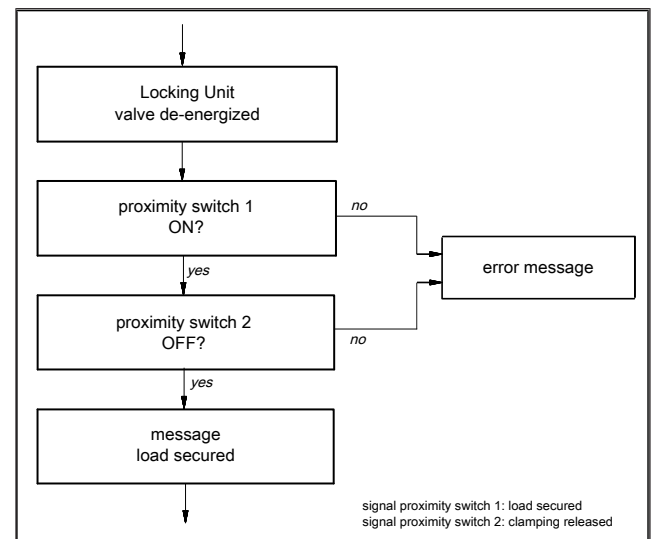 Locking Unit
valve de-energized
proximity switch 1
ON?
no
yes
error message
proximity switch 2
OFF?
no
yes
message
load secured
signal proximity switch 1: load secured
signal proximity switch 2: clamping released